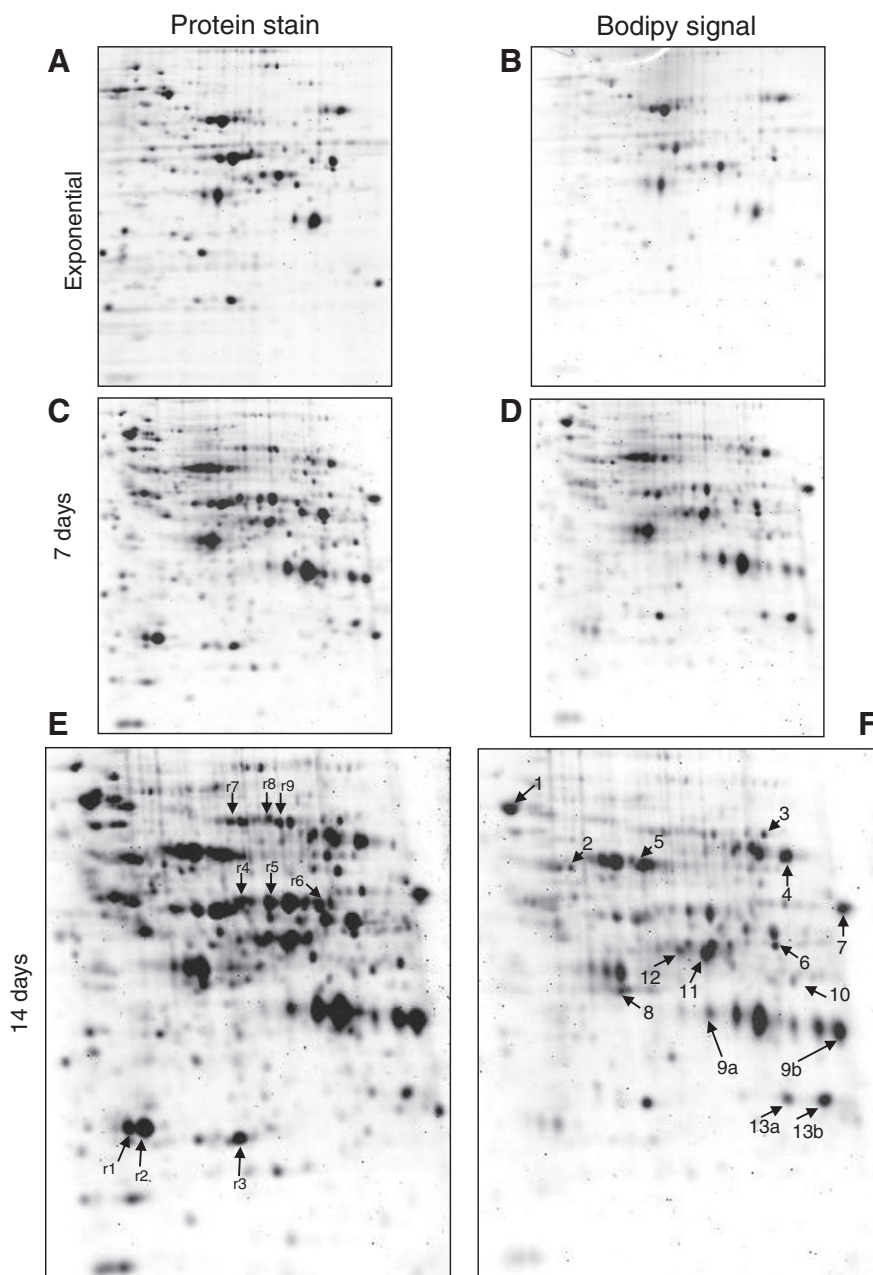 Protein stain
Bodipy signal
A
B
Exponential
C
D
7 days
E
F
14 days
r7
r8
r9
r4
r5
r6
r1
r2.
r3
1
2
3
5
4
7
6
12
11
10
8
9a
9b
13a
13b